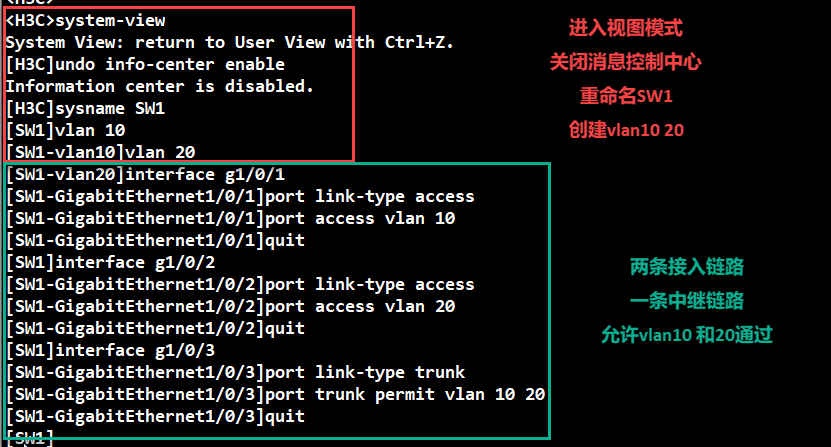 <H3C>
<H3C>system-view
System View: return to User View with Ctrl+Z.
[H3C]undo info-center enable
Information center is disabled.
[H3C]sysname SW1
[SW1]vlan 10
[SW1-vlan10]vlan 20
进入视图模式
关闭消息控制中心
重命名SW1
创建vlan10 20
[SW1-vlan20]interface g1/0/1
[SW1-GigabitEthernet1/0/1]port link-type access
[SW1-GigabitEthernet1/0/1]port access vlan 10
[SW1-GigabitEthernet1/0/1]quit
[SW1]interface g1/0/2
[SW1-GigabitEthernet1/0/2]port link-type access
[SW1-GigabitEthernet1/0/2]port access vlan 20
[SW1-GigabitEthernet1/0/2]quit
[SW1]interface g1/0/3
[SW1-GigabitEthernet1/0/3]port link-type trunk
[SW1-GigabitEthernet1/0/3]port trunk permit vlan 10 20
[SW1-GigabitEthernet1/0/3]quit
[SW1]
两条接入链路
一条中继链路
允许vlan10 和20通过